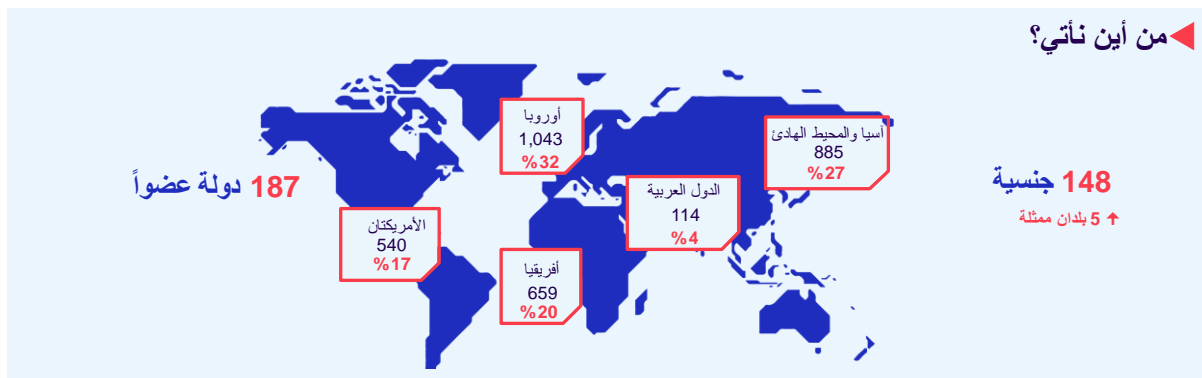 من أين نأتي؟
أوروبا
1,043
%32
آسيا والمحيط الهادئ
885
%27
148 جنسية
↑ 5 بلدان ممثلة
187 دولة عضواً
الدول العربية
114
%4
الأمريكتان
540
%17
أفريقيا
659
%20